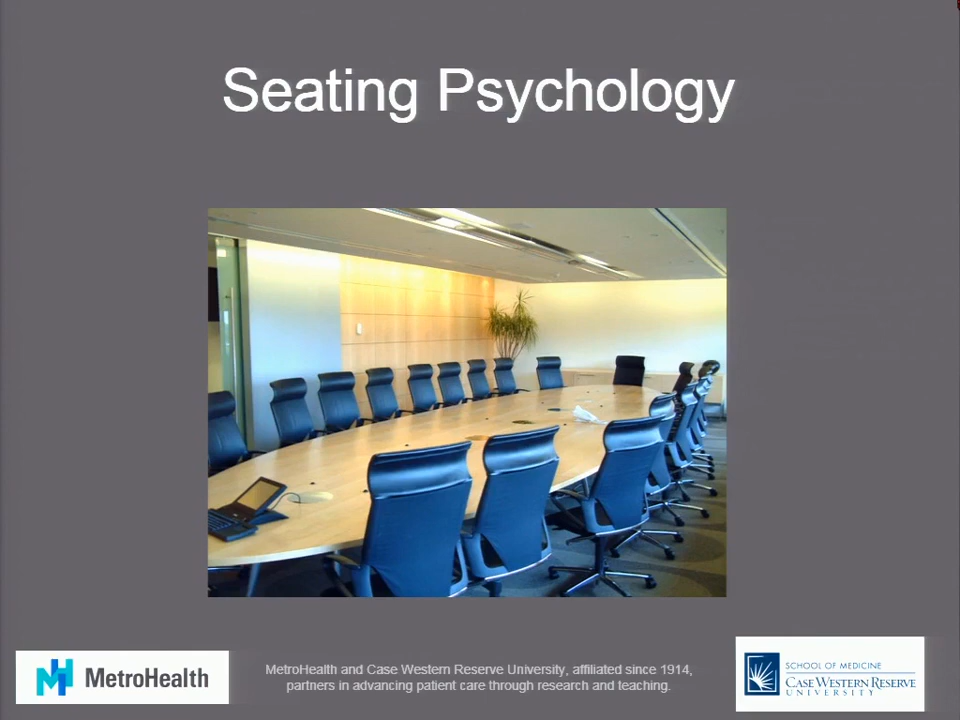 Seating Psychology
MetroHealth
MetroHealth and Case Western Reserve University, affiliated since 1914,
partners in advancing patient care through research and teaching.
SCHOOL OF MEDICINE
CASE WESTERN RESERVE
UNIVERSITY